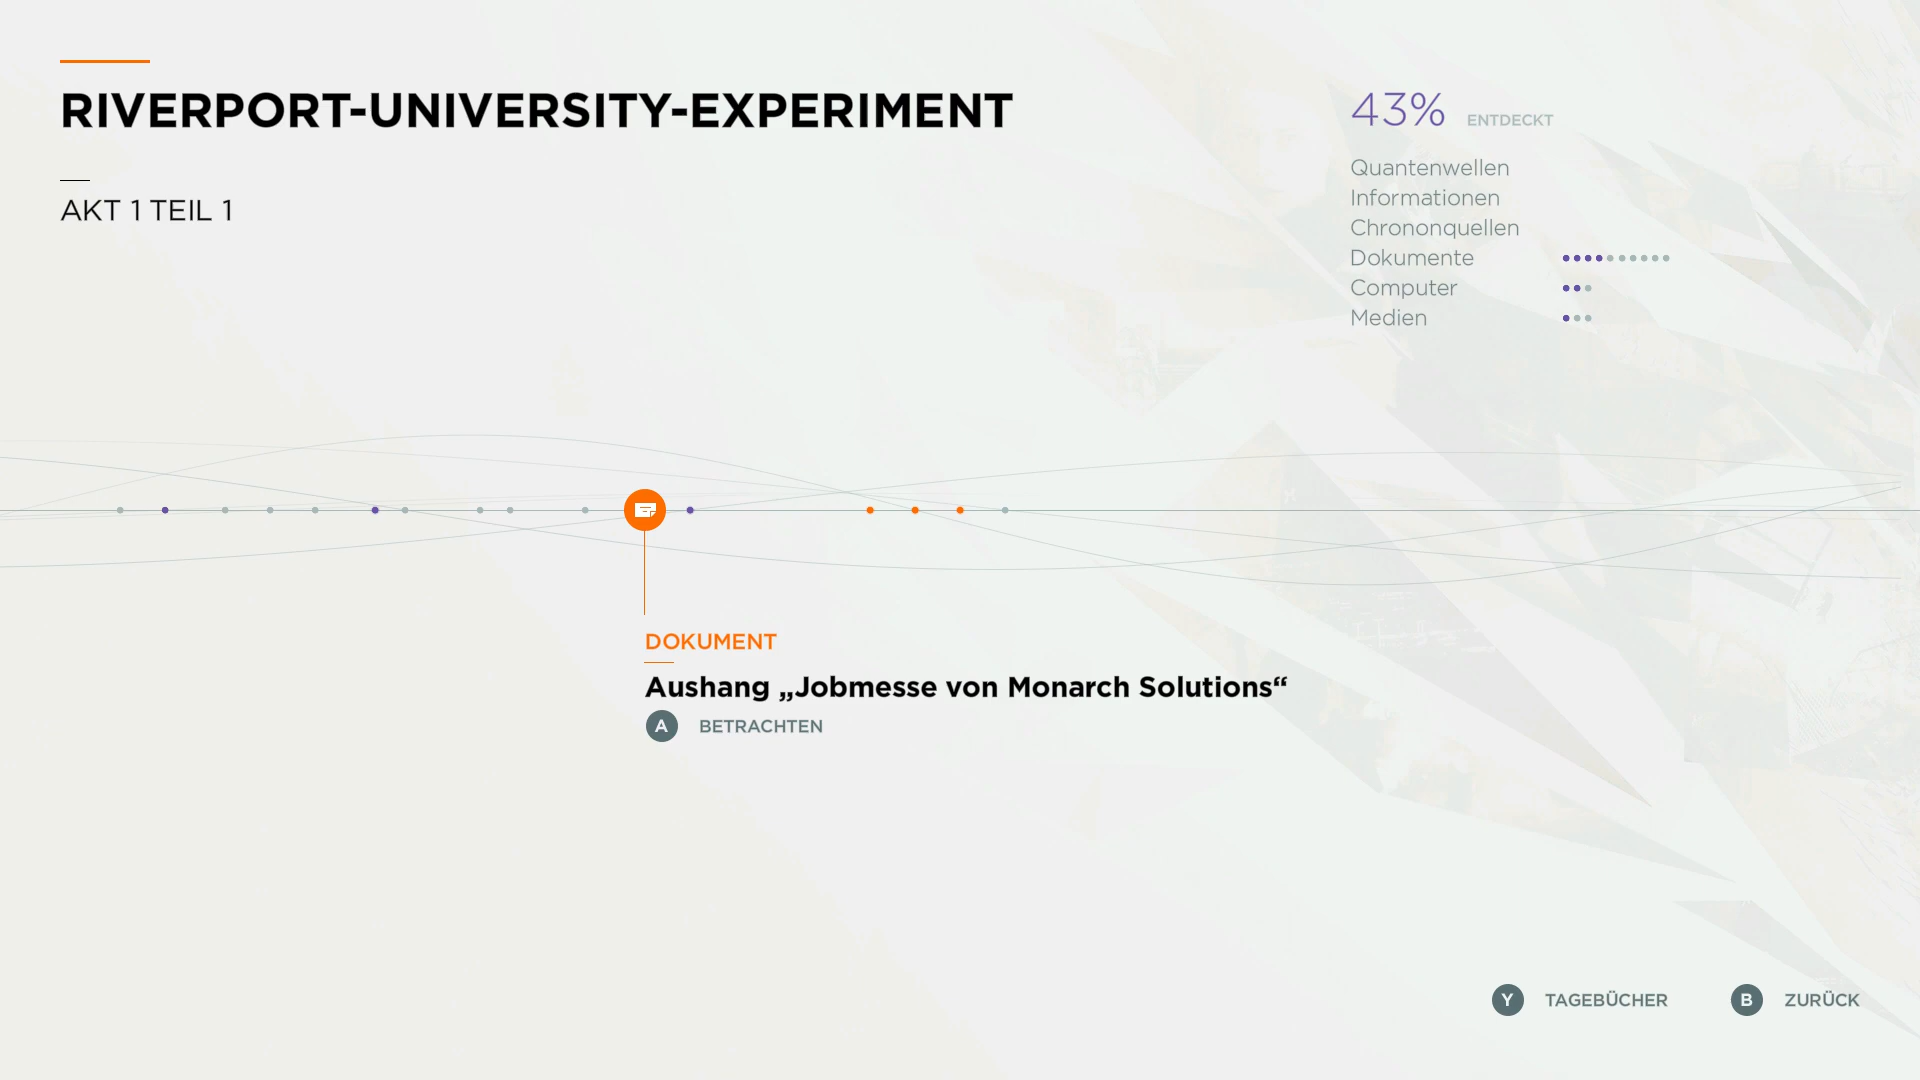 RIVERPORT-UNIVERSITY-EXPERIMENT
AKT 1 TEIL 1
43% ENTDECKT
Quantenwellen
Informationen
Chrononquellen
Dokumente
Computer
Medien
DOKUMENT
Aushang „Jobmesse von Monarch Solutions“
A BETRACHTEN
Y TAGEBÜCHER B ZURÜCK